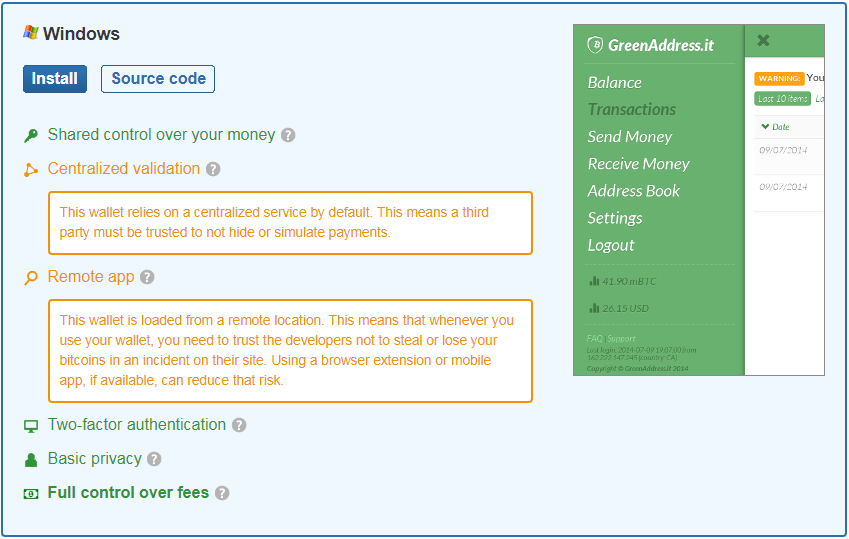 Windows
Install
Source code
Shared control over your money ?
Centralized validation ?
This wallet relies on a centralized service by default. This means a third
party must be trusted to not hide or simulate payments.
Remote app ?
This wallet is loaded from a remote location. This means that whenever you
use your wallet, you need to trust the developers not to steal or lose your
bitcoins in an incident on their site. Using a browser extension or mobile
app, if available, can reduce that risk.
Two-factor authentication ?
Basic privacy ?
Full control over fees ?
GreenAddress.it
Balance
Transactions
Send Money
Receive Money
Address Book
Settings
Logout
41.90 mBTC
26.15 USD
FAQ | Support
Last login: 2014-07-09 19:07:00 from
(country: CA)
Copyright © GreenAddress.it 2014
WARNING: You
Last 10 items La
Date
09/07/2014
09/07/2014